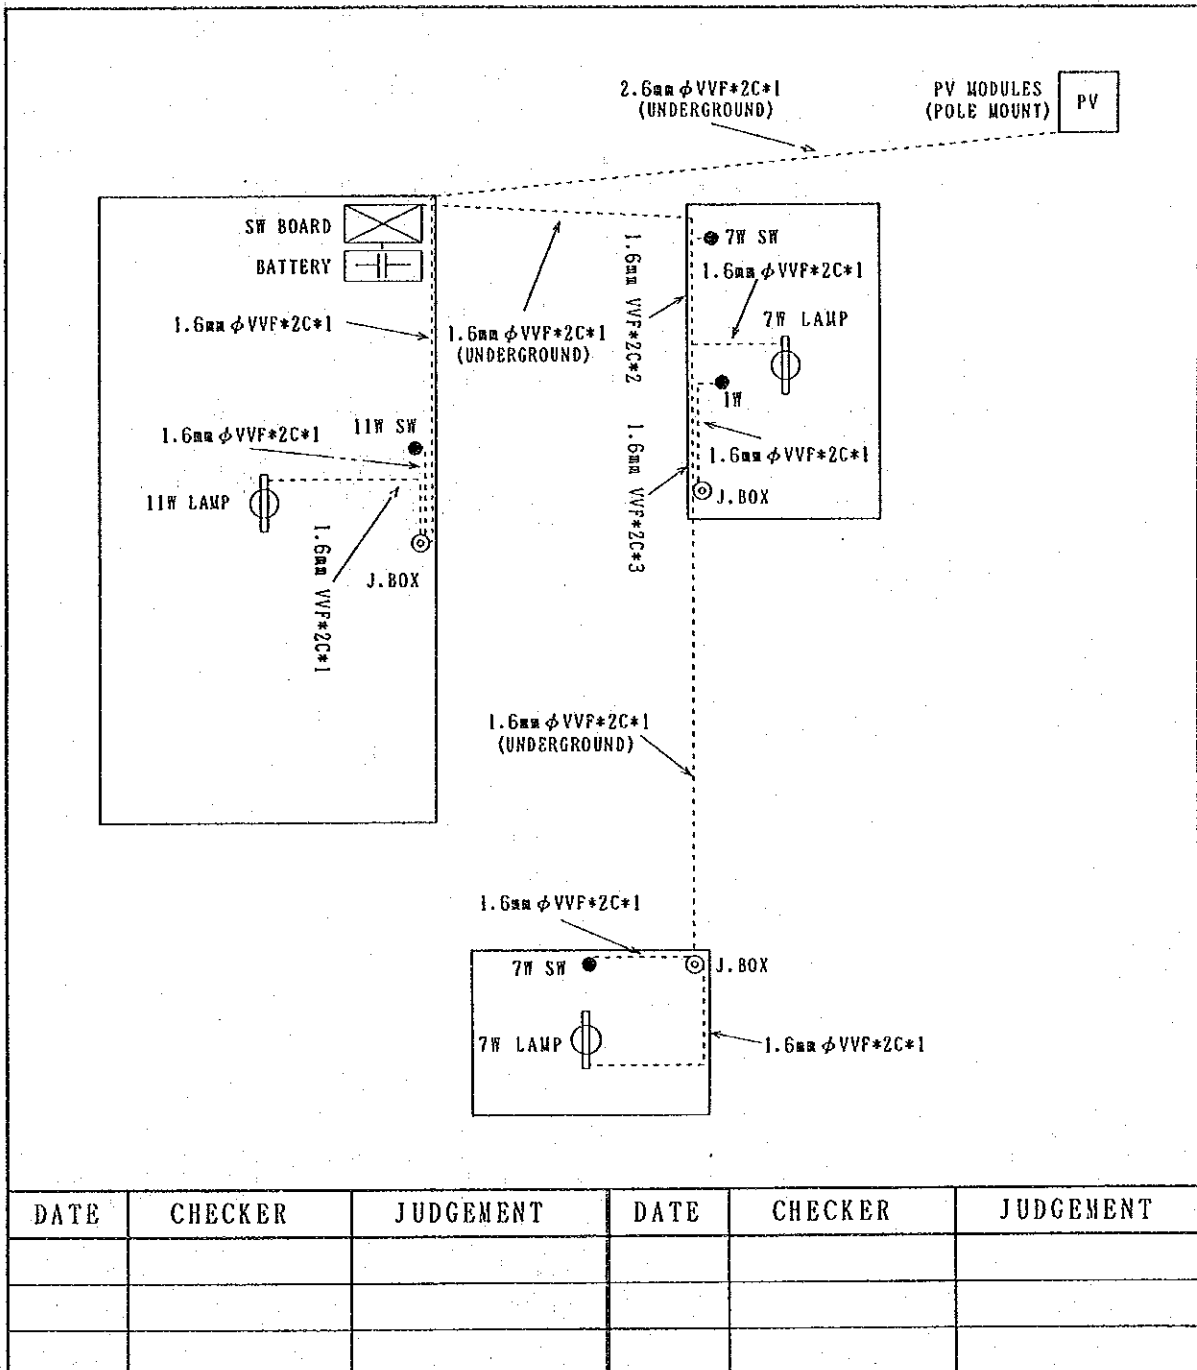 2.6mmφVVF*2C*1
(UNDERGROUND)
PV MODULES
(POLE MOUNT)
PV
SW BOARD
BATTERY
1.6mmφVVF*2C*1
1.6mmφVVF*2C*1
(UNDERGROUND)
1.6mm VVF*2C*2
7W SW
1.6mmφVVF*2C*1
7W LAMP
1W
11W SW
1.6mmφVVF*2C*1
11W LAMP
1.6mm VVF*2C*1
J.BOX
1.6mm VVF*2C*3
1.6mmφVVF*2C*1
J.BOX
1.6mmφVVF*2C*1
(UNDERGROUND)
1.6mmφVVF*2C*1
7W SW
J.BOX
7W LAMP
1.6mmφVVF*2C*1
DATE CHECKER JUDGEMENT DATE CHECKER JUDGEMENT